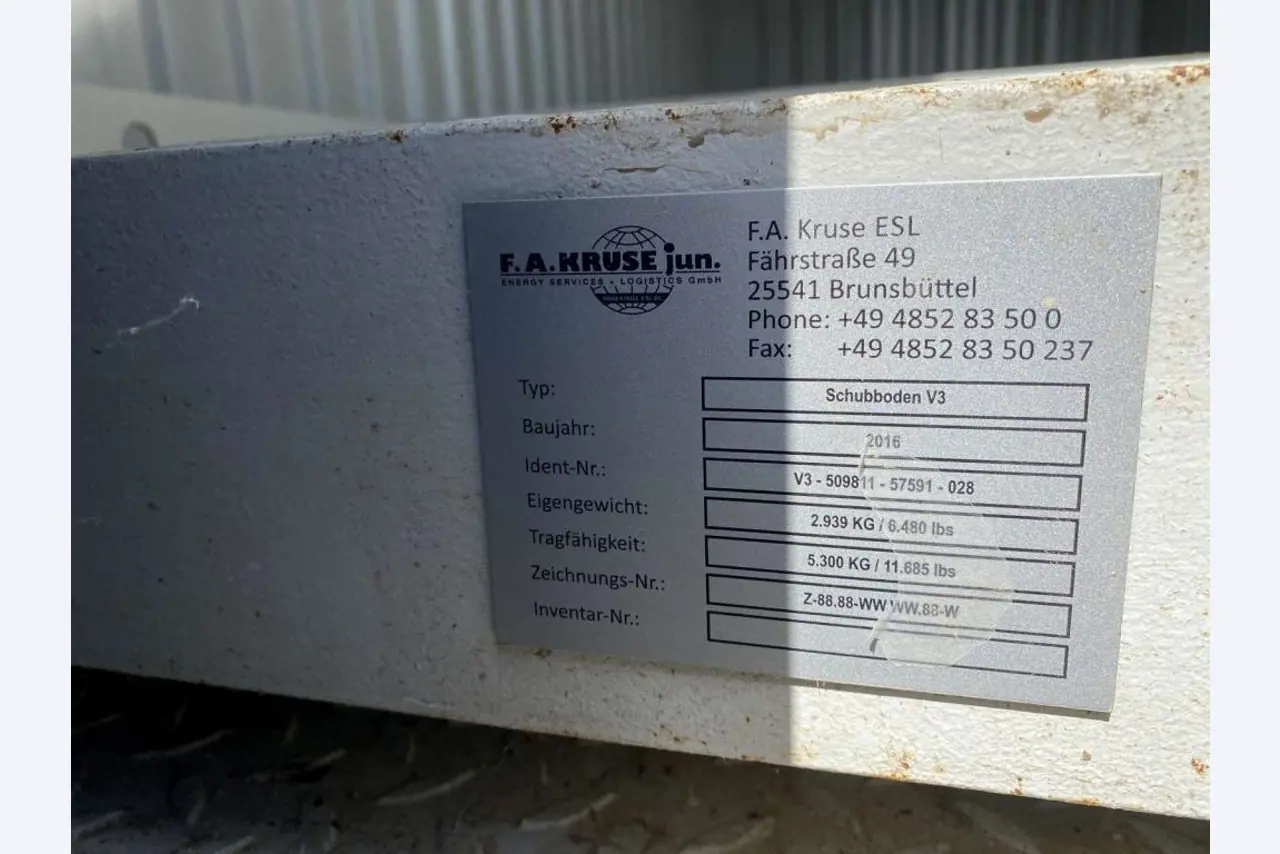 F.A.KRUSE jun.
ENERGY SERVICES + LOGISTICS GmbH
F.A. Kruse ESL
Fährstraße 49
25541 Brunsbüttel
Phone: +49 4852 83 50 0
Fax: +49 4852 83 50 237
Typ: Schubboden V3
Baujahr: 2016
Ident-Nr.: V3 - 509811 - 57591 - 028
Eigengewicht: 2.939 KG / 6.480 lbs
Tragfähigkeit: 5.300 KG / 11.685 lbs
Zeichnungs-Nr.: Z-88.88-WW WW.88-W
Inventar-Nr.: